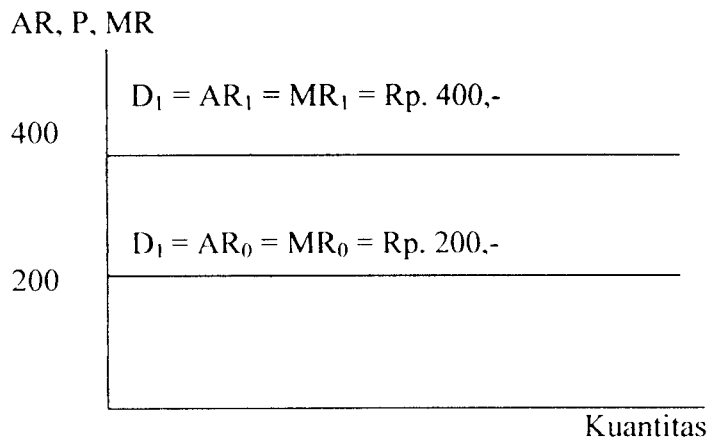 AR, P, MR
D₁ = AR₁ = MR₁ = Rp. 400,-
400
D₁ = AR₀ = MR₀ = Rp. 200,-
200
Kuantitas